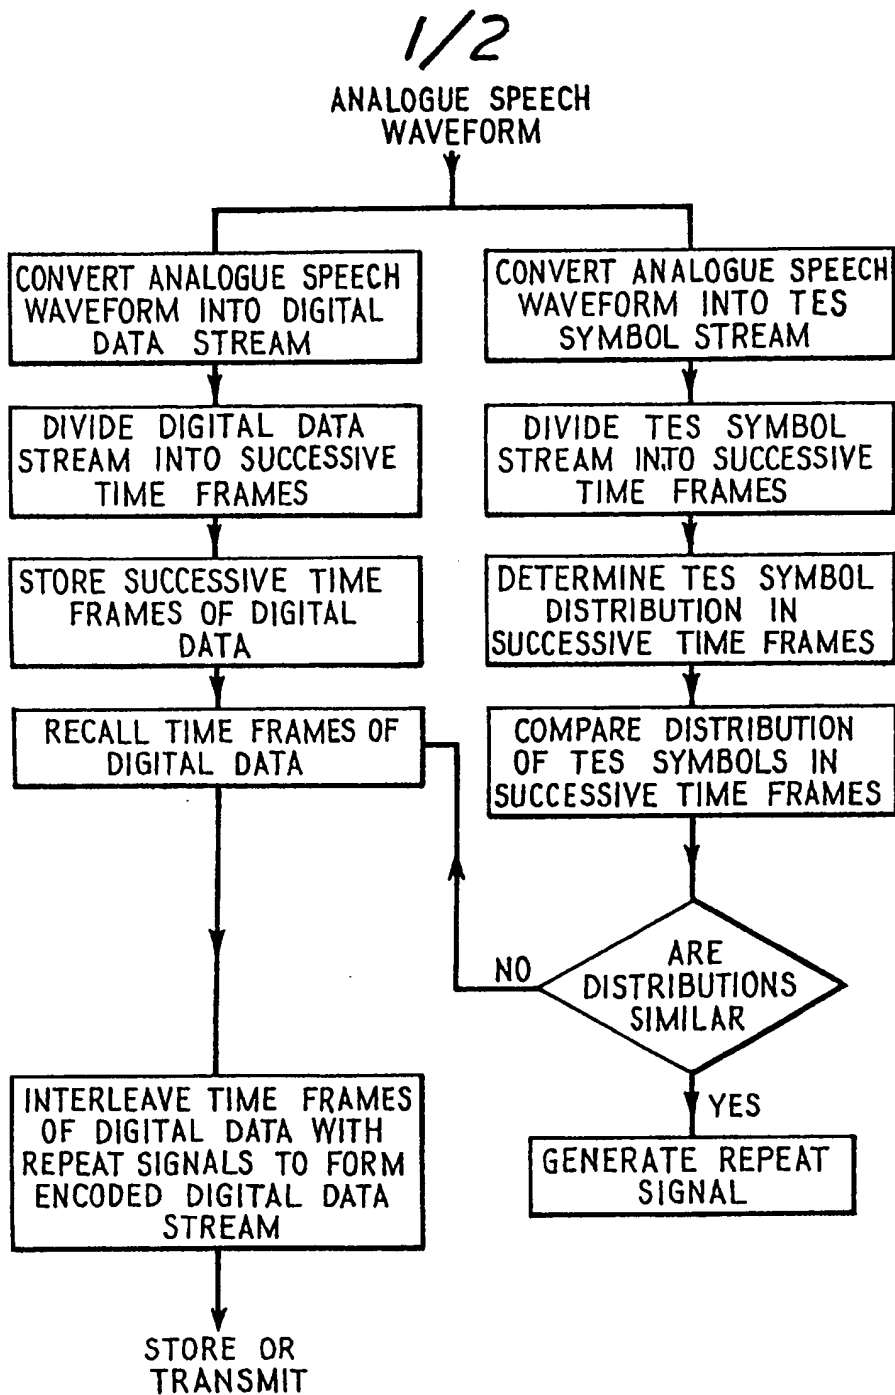 1/2
ANALOGUE SPEECH
WAVEFORM
CONVERT ANALOGUE SPEECH
WAVEFORM INTO DIGITAL
DATA STREAM
DIVIDE DIGITAL DATA
STREAM INTO SUCCESSIVE
TIME FRAMES
STORE SUCCESSIVE TIME
FRAMES OF DIGITAL
DATA
RECALL TIME FRAMES OF
DIGITAL DATA
INTERLEAVE TIME FRAMES
OF DIGITAL DATA WITH
REPEAT SIGNALS TO FORM
ENCODED DIGITAL DATA
STREAM
STORE OR
TRANSMIT
CONVERT ANALOGUE SPEECH
WAVEFORM INTO TES
SYMBOL STREAM
DIVIDE TES SYMBOL
STREAM INTO SUCCESSIVE
TIME FRAMES
DETERMINE TES SYMBOL
DISTRIBUTION IN
SUCCESSIVE TIME FRAMES
COMPARE DISTRIBUTION
OF TES SYMBOLS IN
SUCCESSIVE TIME FRAMES
ARE
DISTRIBUTIONS
SIMILAR
NO
YES
GENERATE REPEAT
SIGNAL